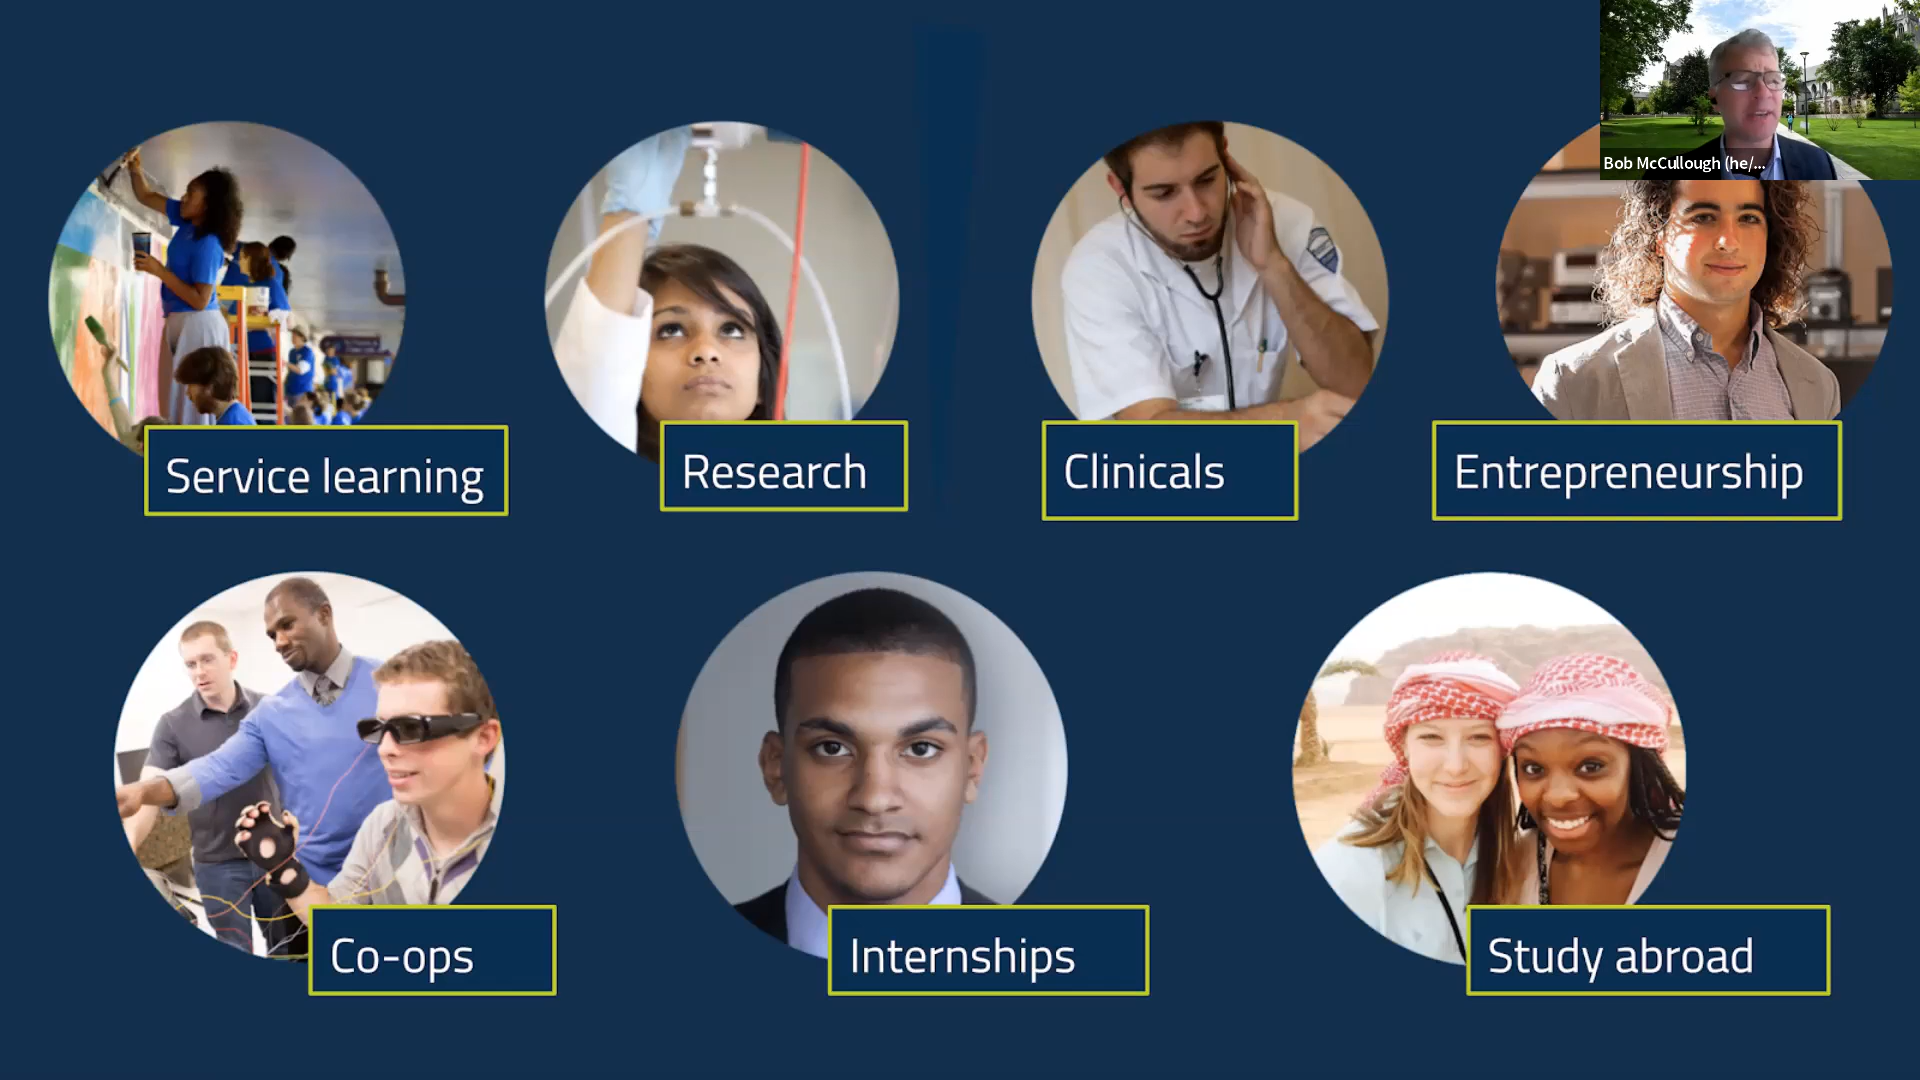 Bob McCullough (he/...
Service learning
Research
Clinicals
Entrepreneurship
Co-ops
Internships
Study abroad